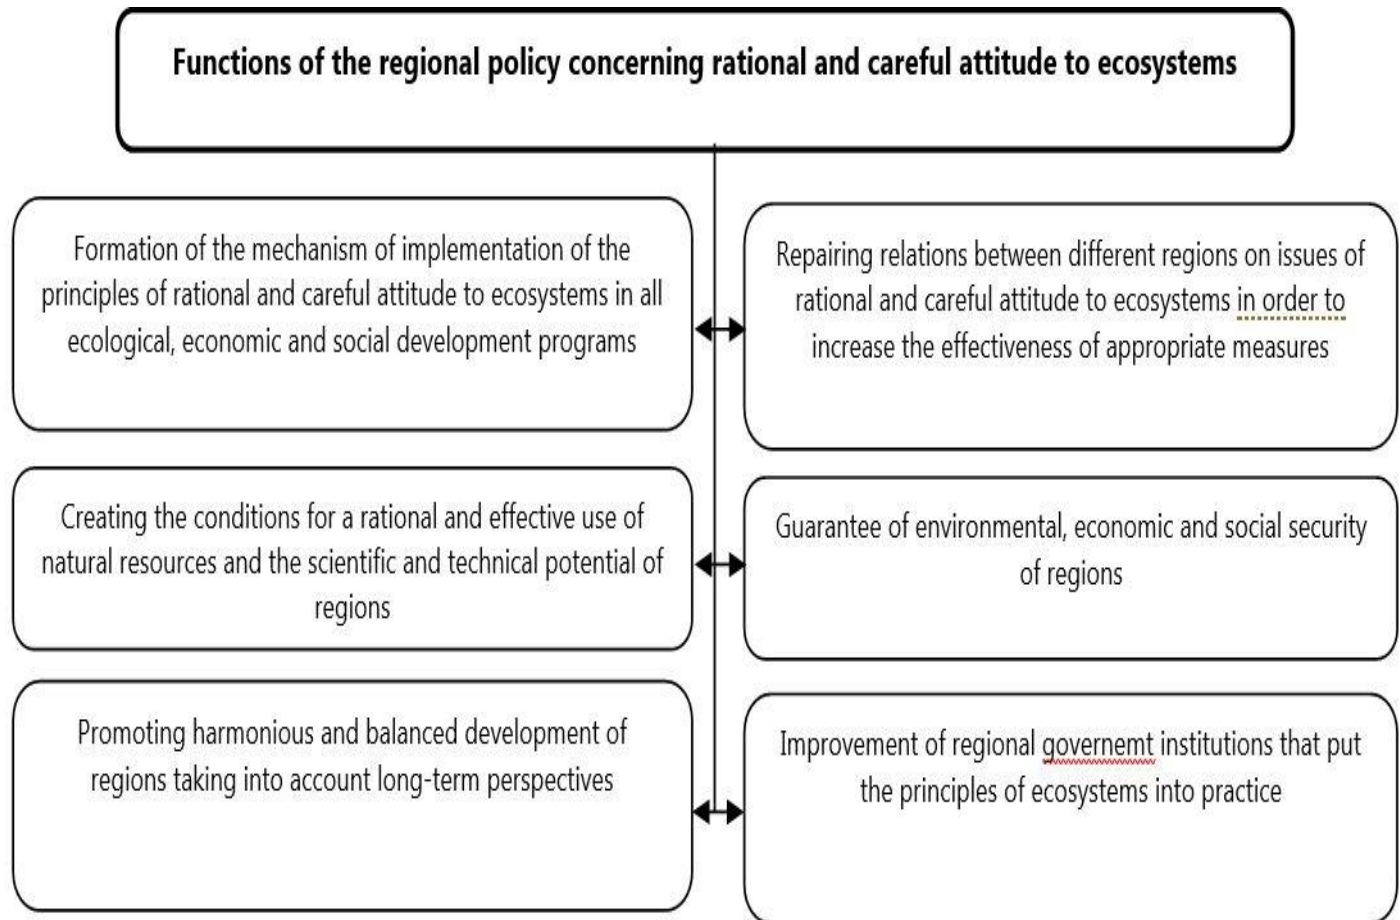 Functions of the regional policy concerning rational and careful attitude to ecosystems
Formation of the mechanism of implementation of the
principles of rational and careful attitude to ecosystems in all
ecological, economic and social development programs
Repairing relations between different regions on issues of
rational and careful attitude to ecosystems in order to
increase the effectiveness of appropriate measures
Creating the conditions for a rational and effective use of
natural resources and the scientific and technical potential of
regions
Guarantee of environmental, economic and social security
of regions
Promoting harmonious and balanced development of
regions taking into account long-term perspectives
Improvement of regional governemt institutions that put
the principles of ecosystems into practice